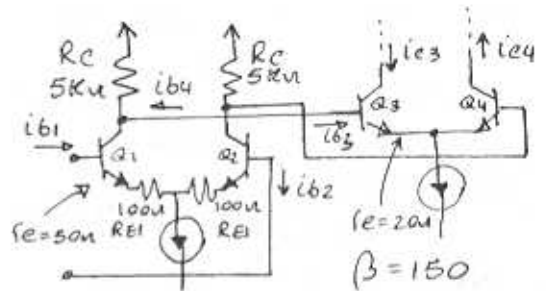 RC
5KΩ
RC
5KΩ
ic3
ic4
ib4
ib1
Q1
Q2
ib3
Q3
Q4
100Ω
RE1
100Ω
RE1
ib2
re=50Ω
re=20Ω
β=150